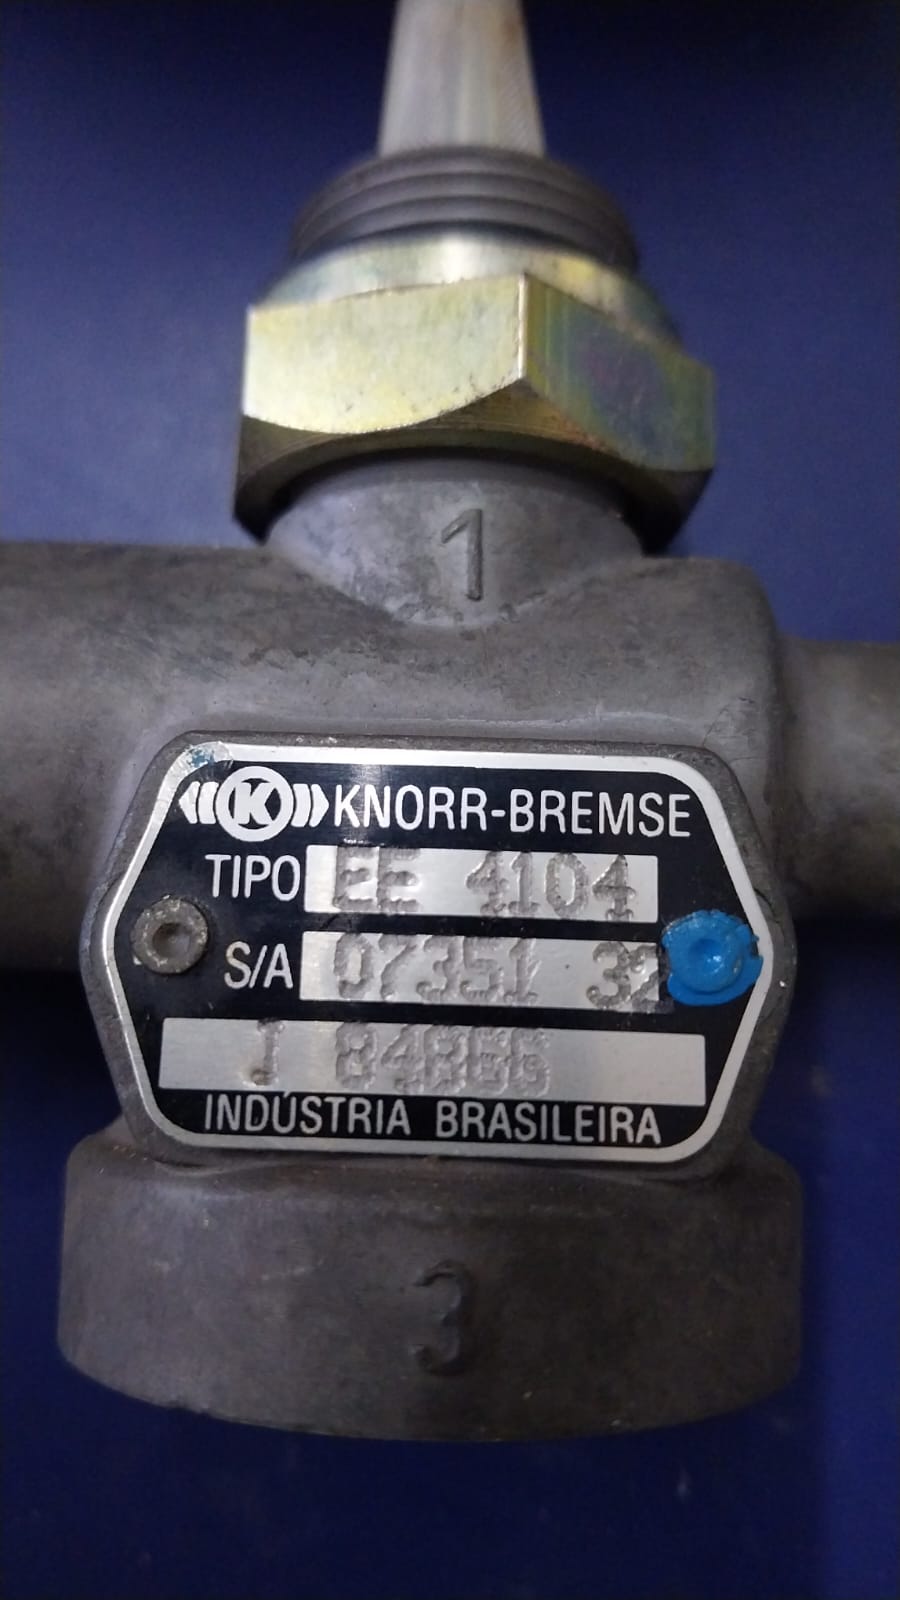 1
((K)) KNORR-BREMSE
TIPO EE 4104
S/A 07351 32
I 84866
INDÚSTRIA BRASILEIRA
3